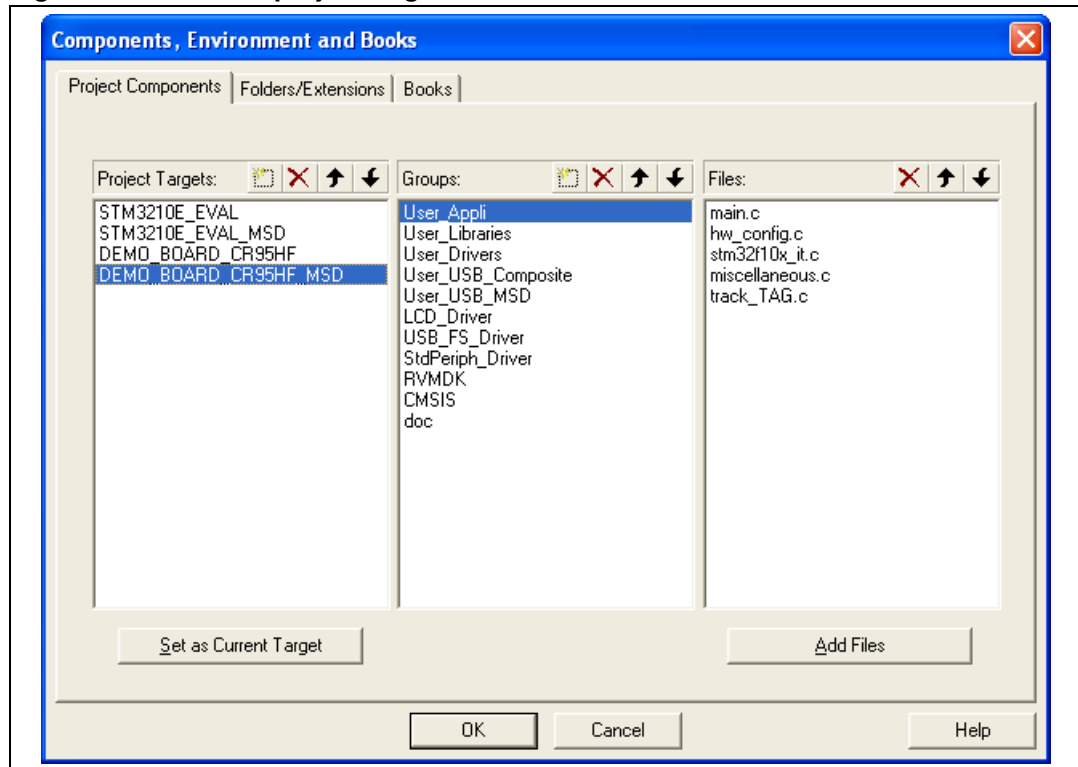 Components, Environment and Books
Project Components Folders/Extensions Books
Project Targets:
STM3210E_EVAL
STM3210E_EVAL_MSD
DEMO_BOARD_CR95HF
DEMO_BOARD_CR95HF_MSD
Set as Current Target
Groups:
User_Appli
User_Libraries
User_Drivers
User_USB_Composite
User_USB_MSD
LCD_Driver
USB_FS_Driver
StdPeriph_Driver
RVMDK
CMSIS
doc
Files:
main.c
hw_config.c
stm32f10x_it.c
miscellaneous.c
track_TAG.c
Add Files
OK Cancel Help